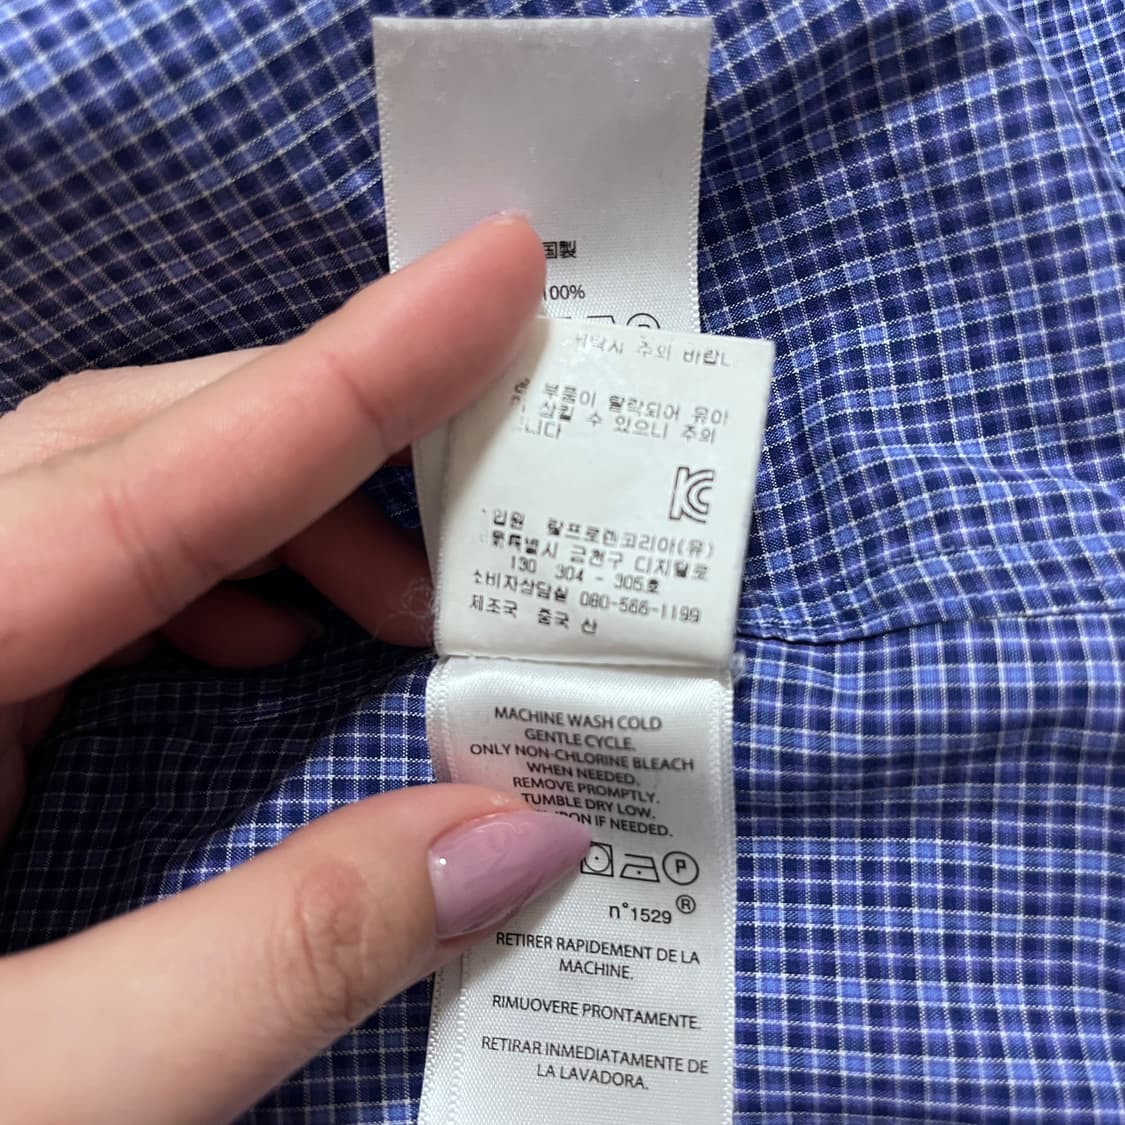 国製
100%
세탁시 주의 바랍니
부품이 탈락되어 유아
삼킬 수 있으니 주의
니다
KC
입원 랄프로렌코리아(유)
특별시 금천구 디지털로
130 304 - 305호
소비자상담실 080-566-1199
제조국 중국 산
MACHINE WASH COLD
GENTLE CYCLE.
ONLY NON-CHLORINE BLEACH
WHEN NEEDED.
REMOVE PROMPTLY.
TUMBLE DRY LOW.
IRON IF NEEDED.
P
®
n°1529
RETIRER RAPIDEMENT DE LA
MACHINE.
RIMUOVERE PRONTAMENTE.
RETIRAR INMEDIATAMENTE DE
LA LAVADORA.